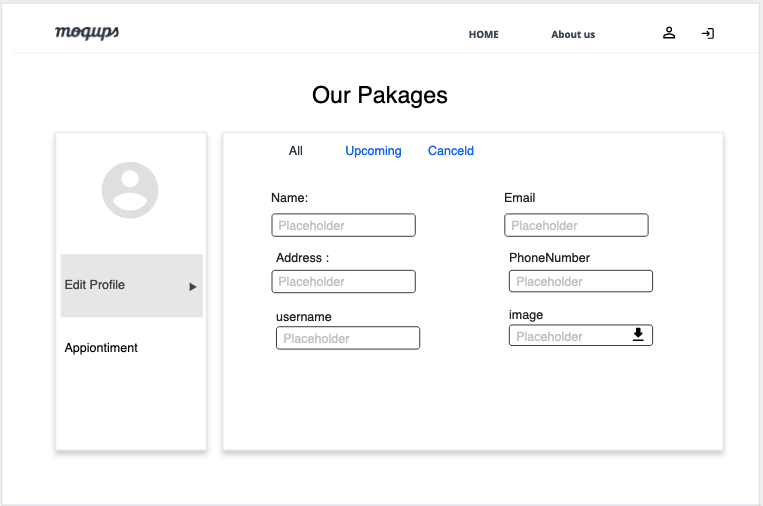 moqups
HOME About us
Our Pakages
All Upcoming Canceld
Name: Email
Placeholder Placeholder
Address : PhoneNumber
Edit Profile
Placeholder Placeholder
username image
Placeholder Placeholder
Appiontiment